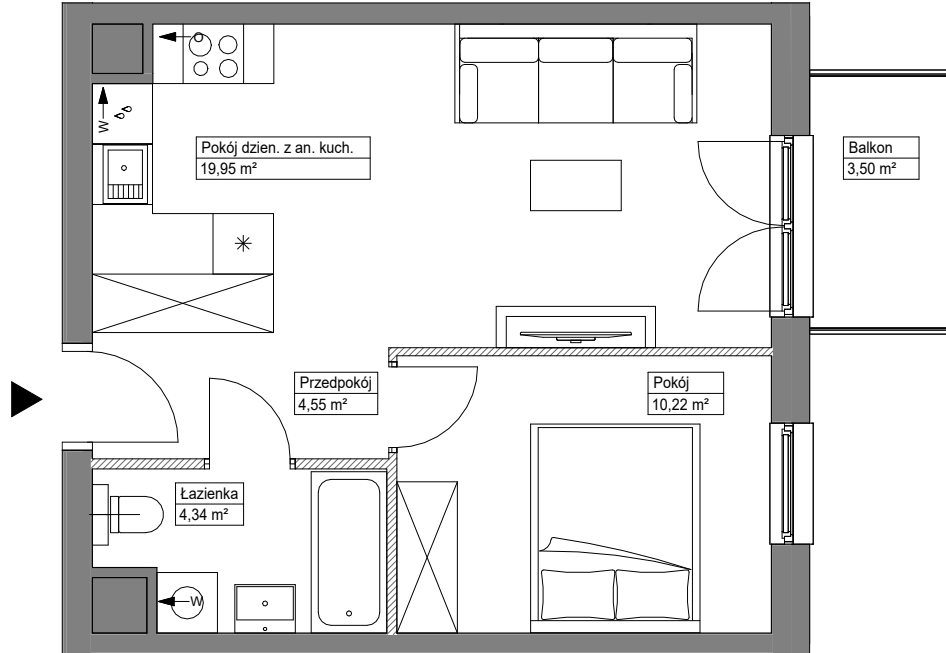 W
Pokój dzien. z an. kuch.
19,95 m²
Balkon
3,50 m²
Przedpokój
4,55 m²
Pokój
10,22 m²
Łazienka
4,34 m²
W